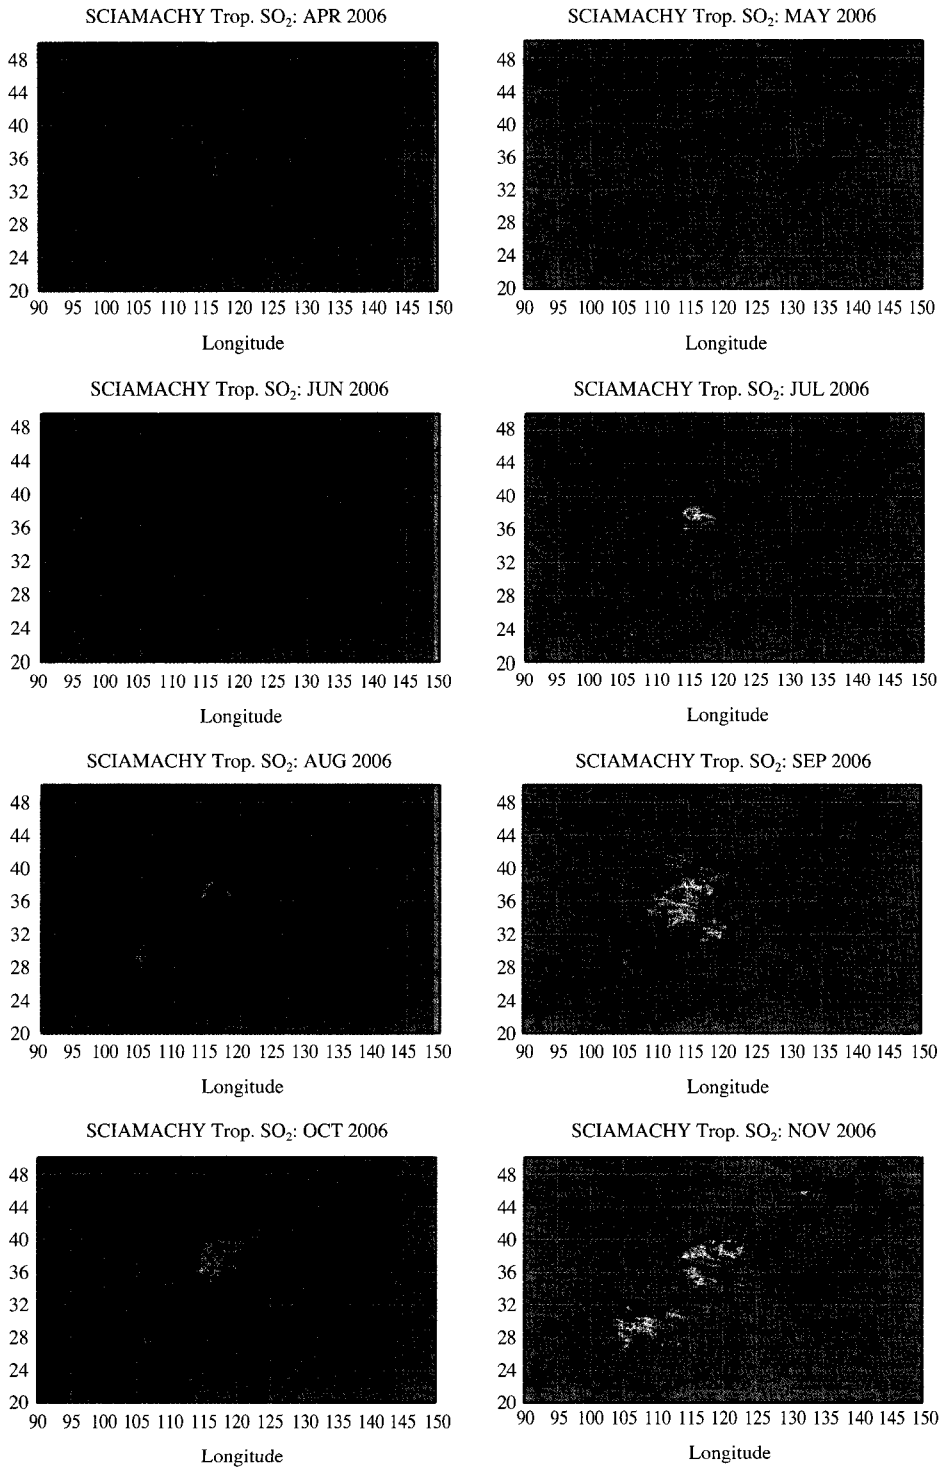 SCIAMACHY Trop. SO₂: APR 2006
48
44
40
36
32
28
24
20
90 95 100 105 110 115 120 125 130 135 140 145 150
Longitude
SCIAMACHY Trop. SO₂: MAY 2006
48
44
40
36
32
28
24
20
90 95 100 105 110 115 120 125 130 135 140 145 150
Longitude
SCIAMACHY Trop. SO₂: JUN 2006
48
44
40
36
32
28
24
20
90 95 100 105 110 115 120 125 130 135 140 145 150
Longitude
SCIAMACHY Trop. SO₂: JUL 2006
48
44
40
36
32
28
24
20
90 95 100 105 110 115 120 125 130 135 140 145 150
Longitude
SCIAMACHY Trop. SO₂: AUG 2006
48
44
40
36
32
28
24
20
90 95 100 105 110 115 120 125 130 135 140 145 150
Longitude
SCIAMACHY Trop. SO₂: SEP 2006
48
44
40
36
32
28
24
20
90 95 100 105 110 115 120 125 130 135 140 145 150
Longitude
SCIAMACHY Trop. SO₂: OCT 2006
48
44
40
36
32
28
24
20
90 95 100 105 110 115 120 125 130 135 140 145 150
Longitude
SCIAMACHY Trop. SO₂: NOV 2006
48
44
40
36
32
28
24
20
90 95 100 105 110 115 120 125 130 135 140 145 150
Longitude